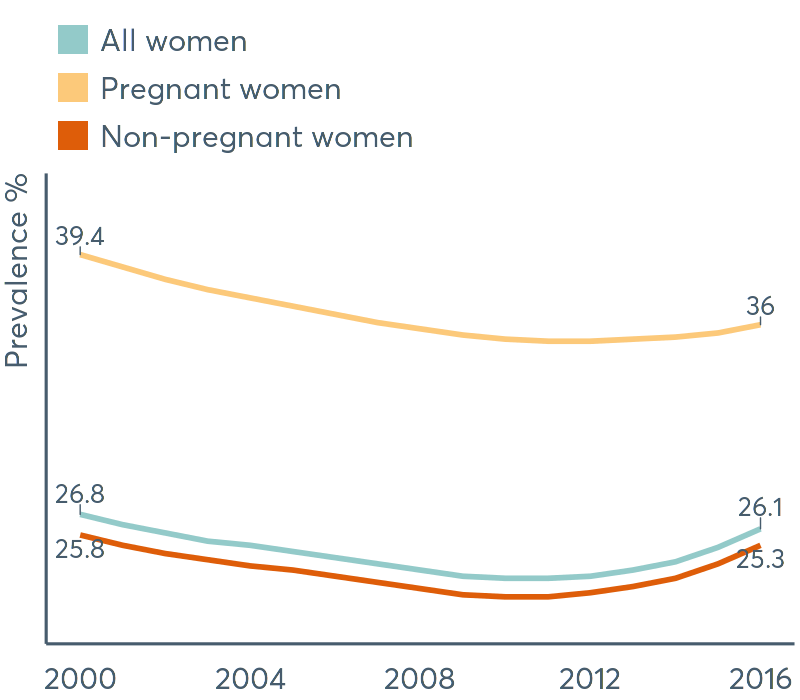 All women
Pregnant women
Non-pregnant women
Prevalence %
39.4
36
26.8
26.1
25.8
25.3
2000 2004 2008 2012 2016